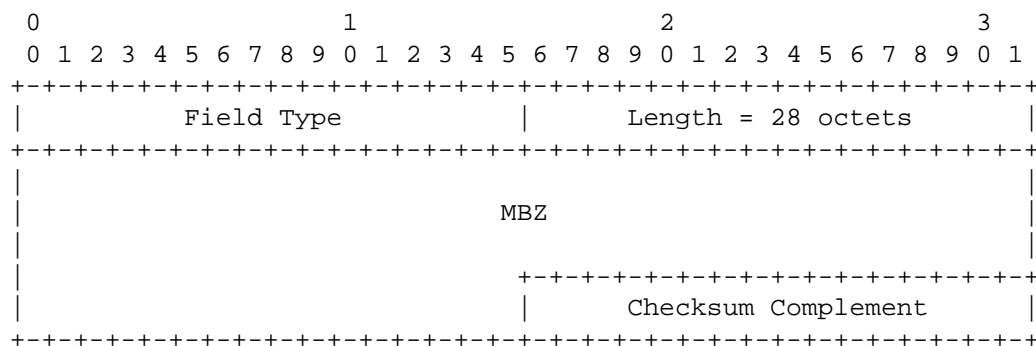 0                   1                   2                   3
 0 1 2 3 4 5 6 7 8 9 0 1 2 3 4 5 6 7 8 9 0 1 2 3 4 5 6 7 8 9 0 1
+-+-+-+-+-+-+-+-+-+-+-+-+-+-+-+-+-+-+-+-+-+-+-+-+-+-+-+-+-+-+-+-+
|          Field Type           |      Length = 28 octets       |
+-+-+-+-+-+-+-+-+-+-+-+-+-+-+-+-+-+-+-+-+-+-+-+-+-+-+-+-+-+-+-+-+
|                                                               |
|                              MBZ                              |
|                                                               |
|                               +-+-+-+-+-+-+-+-+-+-+-+-+-+-+-+-+
|                               |      Checksum Complement      |
+-+-+-+-+-+-+-+-+-+-+-+-+-+-+-+-+-+-+-+-+-+-+-+-+-+-+-+-+-+-+-+-+